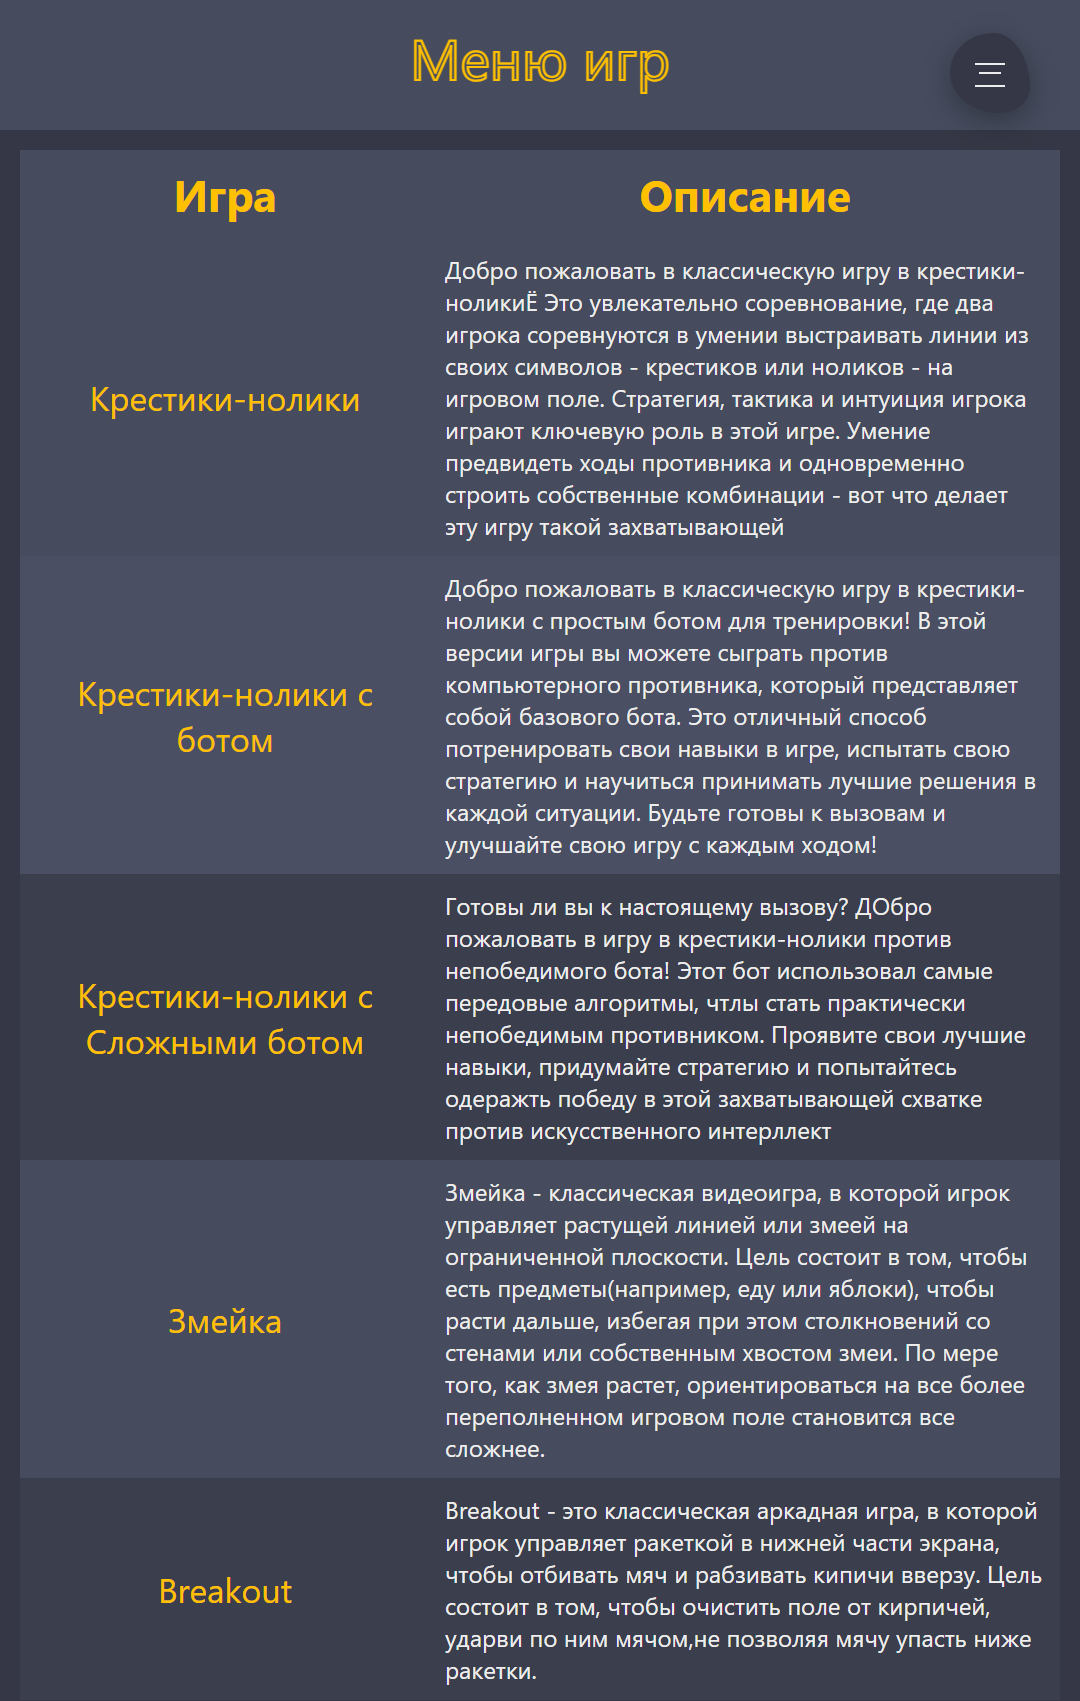 Меню игр
Игра
Описание
Крестики-нолики
Добро пожаловать в классическую игру в крестики-
ноликиЁ Это увлекательно соревнование, где два
игрока соревнуются в умении выстраивать линии из
своих символов - крестиков или ноликов - на
игровом поле. Стратегия, тактика и интуиция игрока
играют ключевую роль в этой игре. Умение
предвидеть ходы противника и одновременно
строить собственные комбинации - вот что делает
эту игру такой захватывающей
Крестики-нолики с
ботом
Добро пожаловать в классическую игру в крестики-
нолики с простым ботом для тренировки! В этой
версии игры вы можете сыграть против
компьютерного противника, который представляет
собой базового бота. Это отличный способ
потренировать свои навыки в игре, испытать свою
стратегию и научиться принимать лучшие решения в
каждой ситуации. Будьте готовы к вызовам и
улучшайте свою игру с каждым ходом!
Крестики-нолики с
Сложными ботом
Готовы ли вы к настоящему вызову? ДОбро
пожаловать в игру в крестики-нолики против
непобедимого бота! Этот бот использовал самые
передовые алгоритмы, чтлы стать практически
непобедимым противником. Проявите свои лучшие
навыки, придумайте стратегию и попытайтесь
одеражть победу в этой захватывающей схватке
против искусственного интерллект
Змейка
Змейка - классическая видеоигра, в которой игрок
управляет растущей линией или змеей на
ограниченной плоскости. Цель состоит в том, чтобы
есть предметы(например, еду или яблоки), чтобы
расти дальше, избегая при этом столкновений со
стенами или собственным хвостом змеи. По мере
того, как змея растет, ориентироваться на все более
переполненном игровом поле становится все
сложнее.
Breakout
Breakout - это классическая аркадная игра, в которой
игрок управляет ракеткой в нижней части экрана,
чтобы отбивать мяч и рабзивать кипичи вверзу. Цель
состоит в том, чтобы очистить поле от кирпичей,
ударви по ним мячом,не позволяя мячу упасть ниже
ракетки.